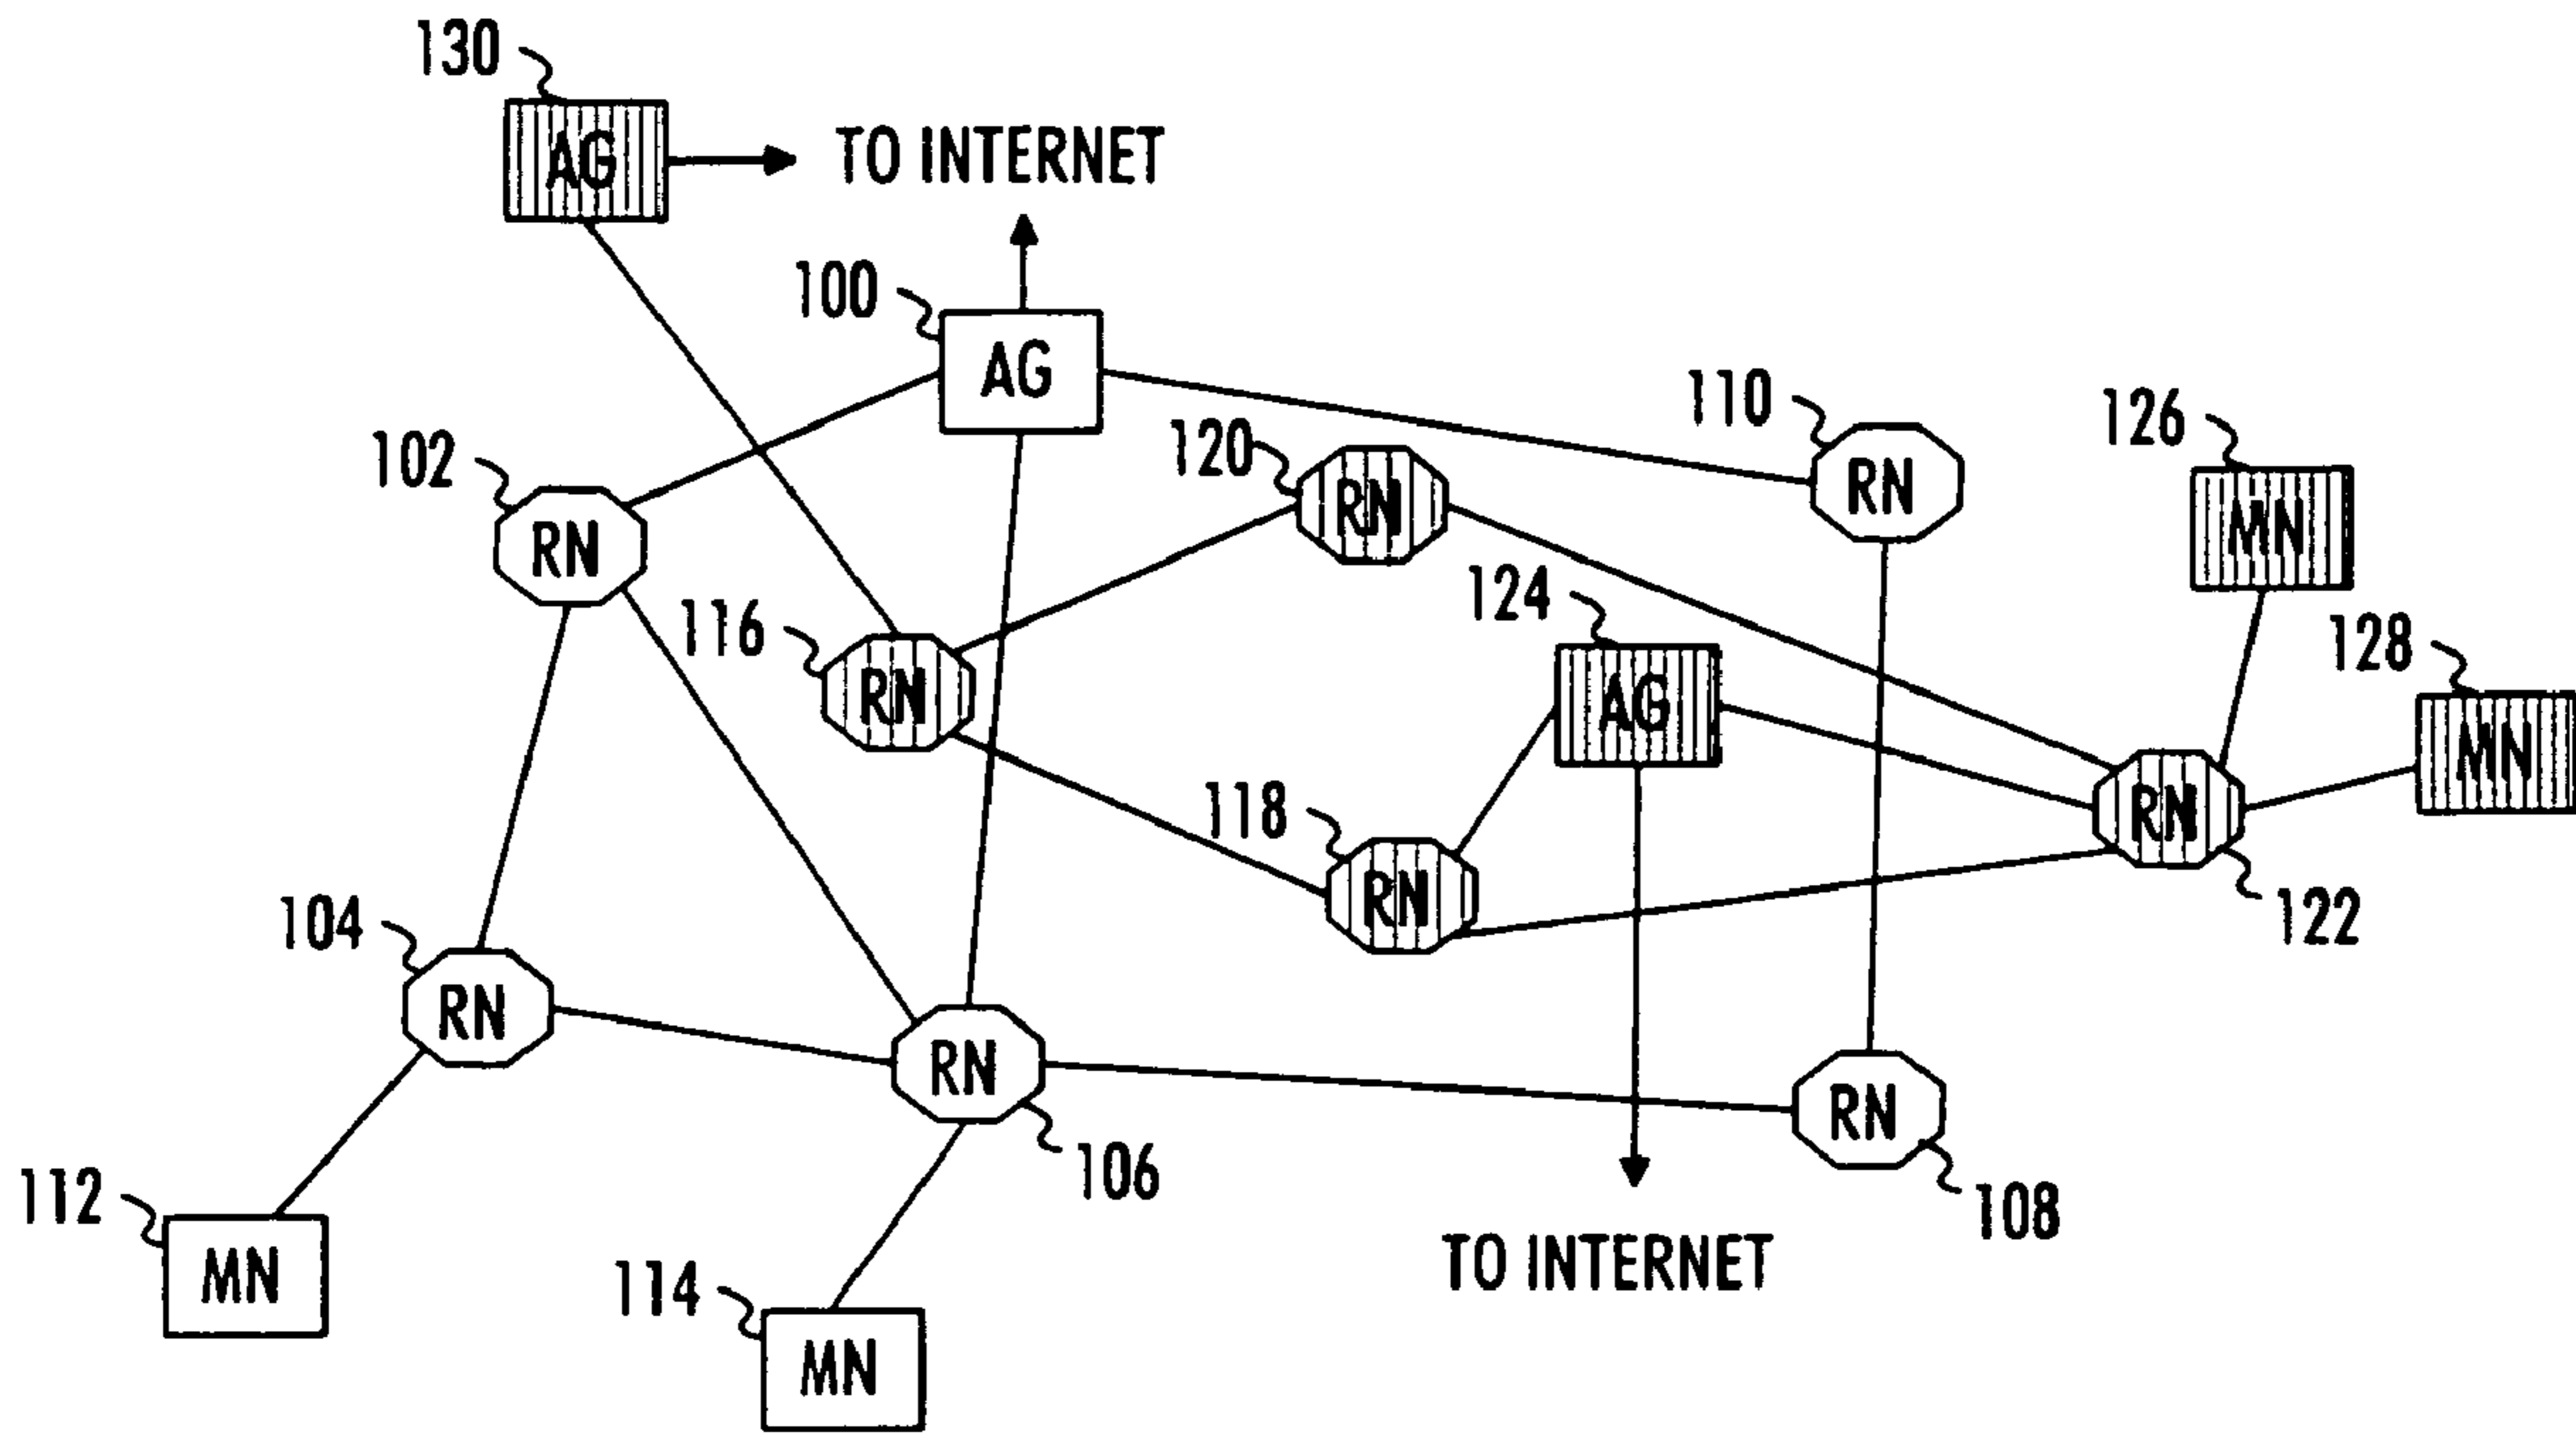 130
AG
TO INTERNET
100
AG
110
RN
126
MN
120
RN
102
RN
124
AG
128
MN
116
RN
118
RN
RN
122
104
RN
RN
106
RN
108
112
MN
TO INTERNET
114
MN